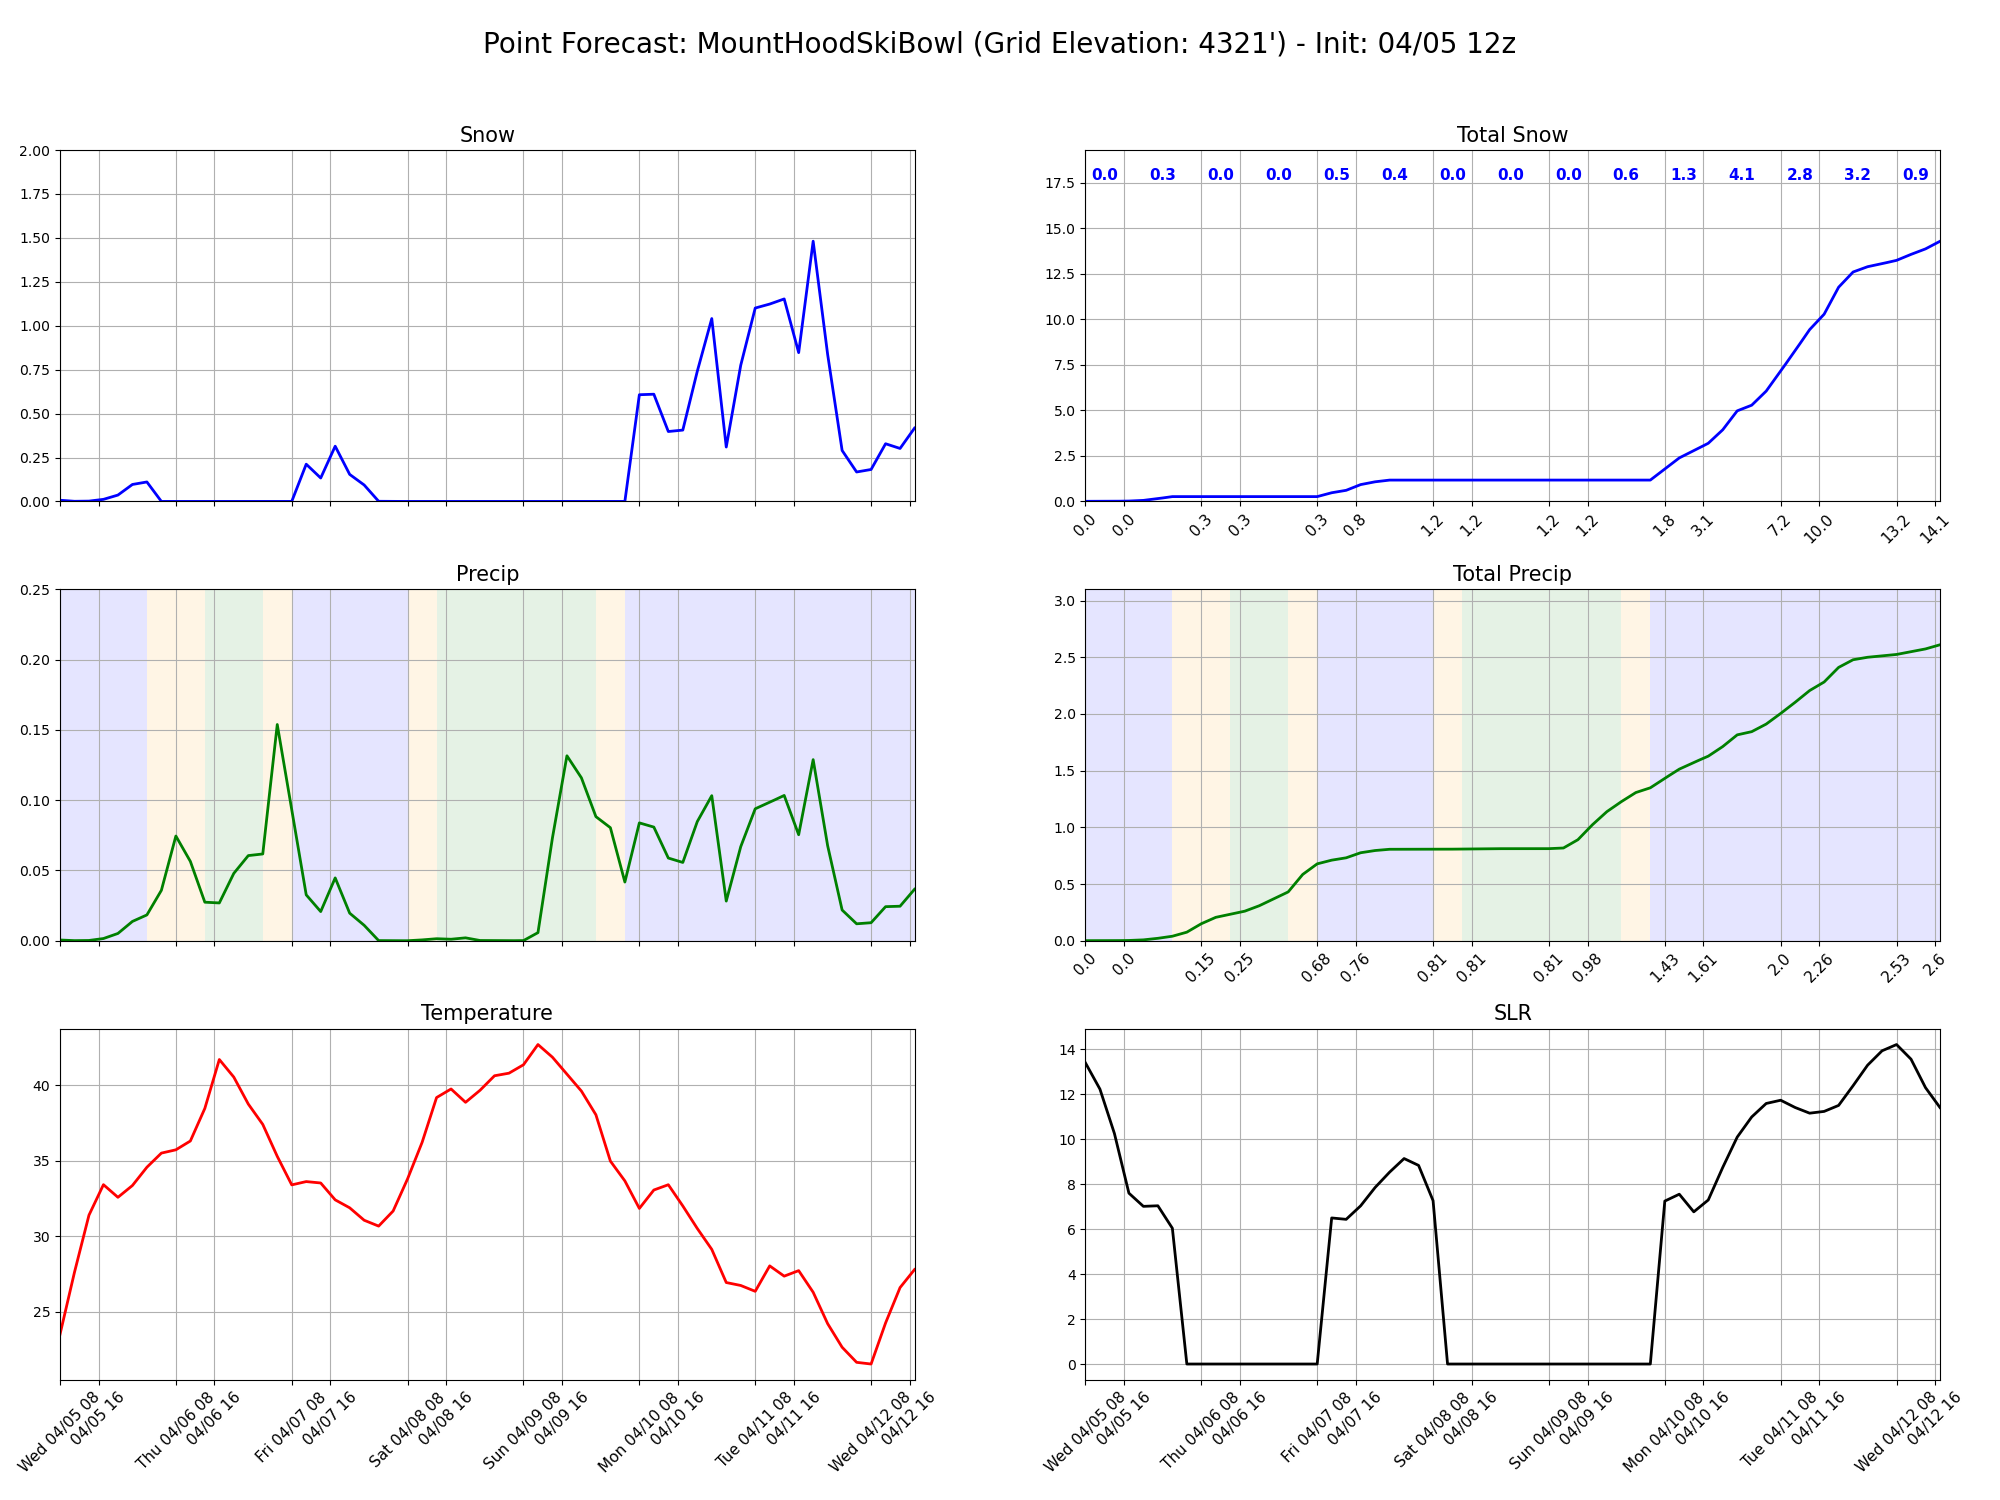 Point Forecast: MountHoodSkiBowl (Grid Elevation: 4321') - Init: 04/05 12z
Snow
2.00
1.75
1.50
1.25
1.00
0.75
0.50
0.25
0.00
Total Snow
0.0 0.3 0.0 0.0 0.5 0.4 0.0 0.0 0.0 0.6 1.3 4.1 2.8 3.2 0.9
17.5
15.0
12.5
10.0
7.5
5.0
2.5
0.0
0.0 0.0 0.3 0.3 0.3 0.8 1.2 1.2 1.2 1.2 1.8 3.1 7.2 10.0 13.2 14.1
Precip
0.25
0.20
0.15
0.10
0.05
0.00
Total Precip
3.0
2.5
2.0
1.5
1.0
0.5
0.0
0.0 0.0 0.15 0.25 0.68 0.76 0.81 0.81 0.81 0.98 1.43 1.61 2.0 2.26 2.53 2.6
Temperature
40
35
30
25
Wed 04/05 08
04/05 16
Thu 04/06 08
04/06 16
Fri 04/07 08
04/07 16
Sat 04/08 08
04/08 16
Sun 04/09 08
04/09 16
Mon 04/10 08
04/10 16
Tue 04/11 08
04/11 16
Wed 04/12 08
04/12 16
SLR
14
12
10
8
6
4
2
0
Wed 04/05 08
04/05 16
Thu 04/06 08
04/06 16
Fri 04/07 08
04/07 16
Sat 04/08 08
04/08 16
Sun 04/09 08
04/09 16
Mon 04/10 08
04/10 16
Tue 04/11 08
04/11 16
Wed 04/12 08
04/12 16